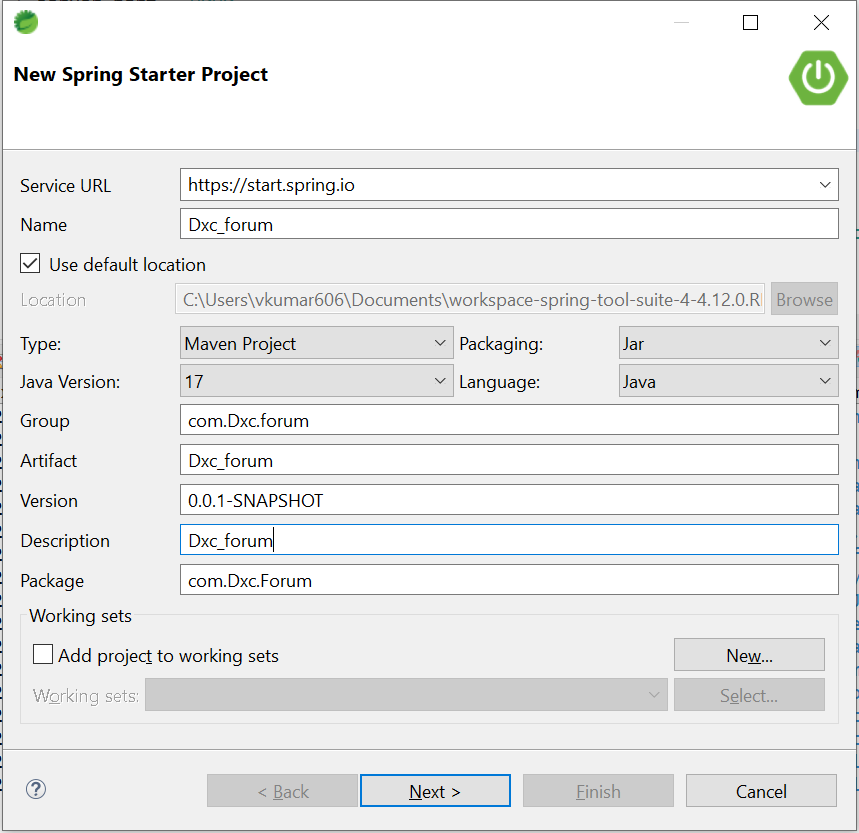 New Spring Starter Project
Service URL https://start.spring.io
Name Dxc_forum
Use default location
Location C:\Users\vkumar606\Documents\workspace-spring-tool-suite-4-4.12.0.R Browse
Type: Maven Project Packaging: Jar
Java Version: 17 Language: Java
Group com.Dxc.forum
Artifact Dxc_forum
Version 0.0.1-SNAPSHOT
Description Dxc_forum
Package com.Dxc.Forum
Working sets
Add project to working sets New...
Working sets: Select...
? < Back Next > Finish Cancel